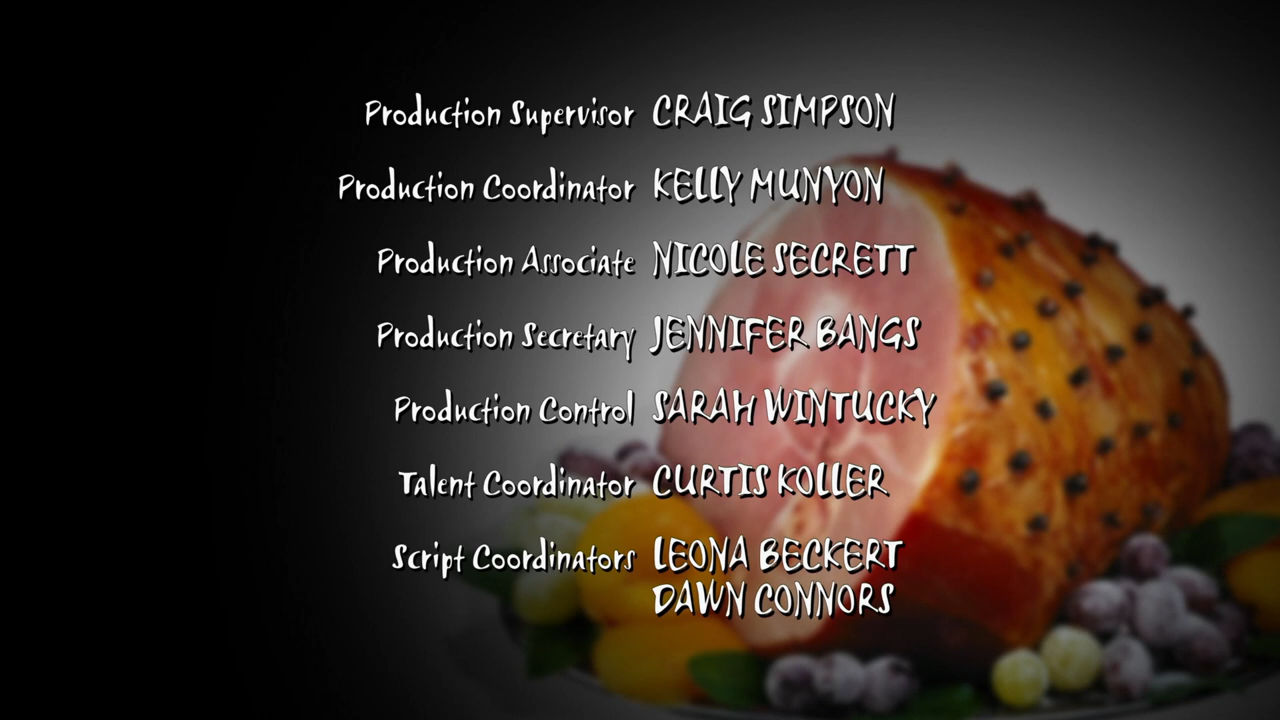 Production Supervisor CRAIG SIMPSON
Production Coordinator KELLY MUNYON
Production Associate NICOLE SECRETT
Production Secretary JENNIFER BANGS
Production Control SARAH WINTUCKY
Talent Coordinator CURTIS KOLLER
Script Coordinators LEONA BECKERT
DAWN CONNORS